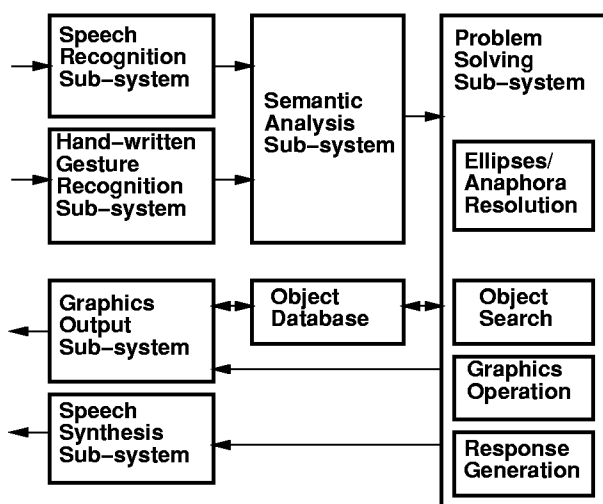 Speech
Recognition
Sub-system
Hand-written
Gesture
Recognition
Sub-system
Semantic
Analysis
Sub-system
Problem
Solving
Sub-system
Ellipses/
Anaphora
Resolution
Graphics
Output
Sub-system
Object
Database
Object
Search
Graphics
Operation
Speech
Synthesis
Sub-system
Response
Generation